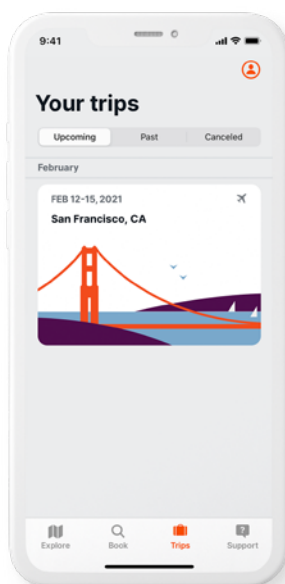 9:41
Your trips
Upcoming Past Canceled
February
FEB 12-15, 2021
San Francisco, CA
Explore Book Trips Support